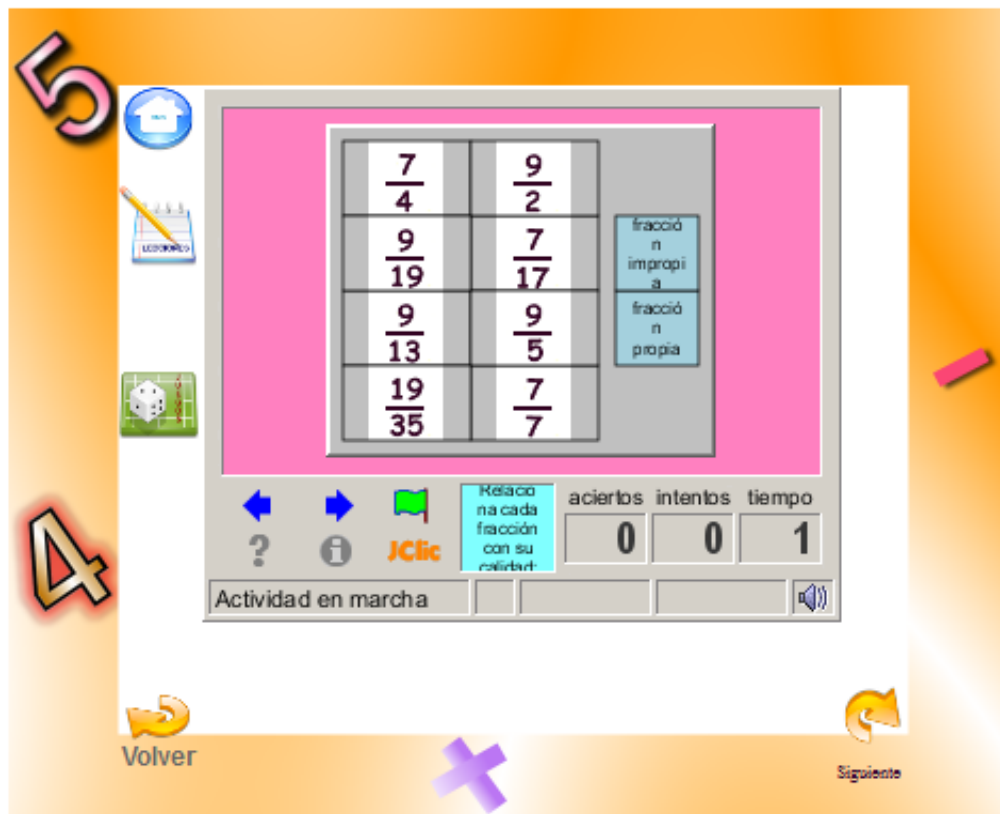 5
7/4 9/2
9/19 7/17
9/13 9/5
19/35 7/7
fracció
n
impropi
a
fracció
n
propia
LECCIONES
JUEGOS
4
?
i
JClic
Relacio
na cada
fracción
con su
calidad:
aciertos intentos tiempo
0 0 1
Actividad en marcha
Volver
Siguiente